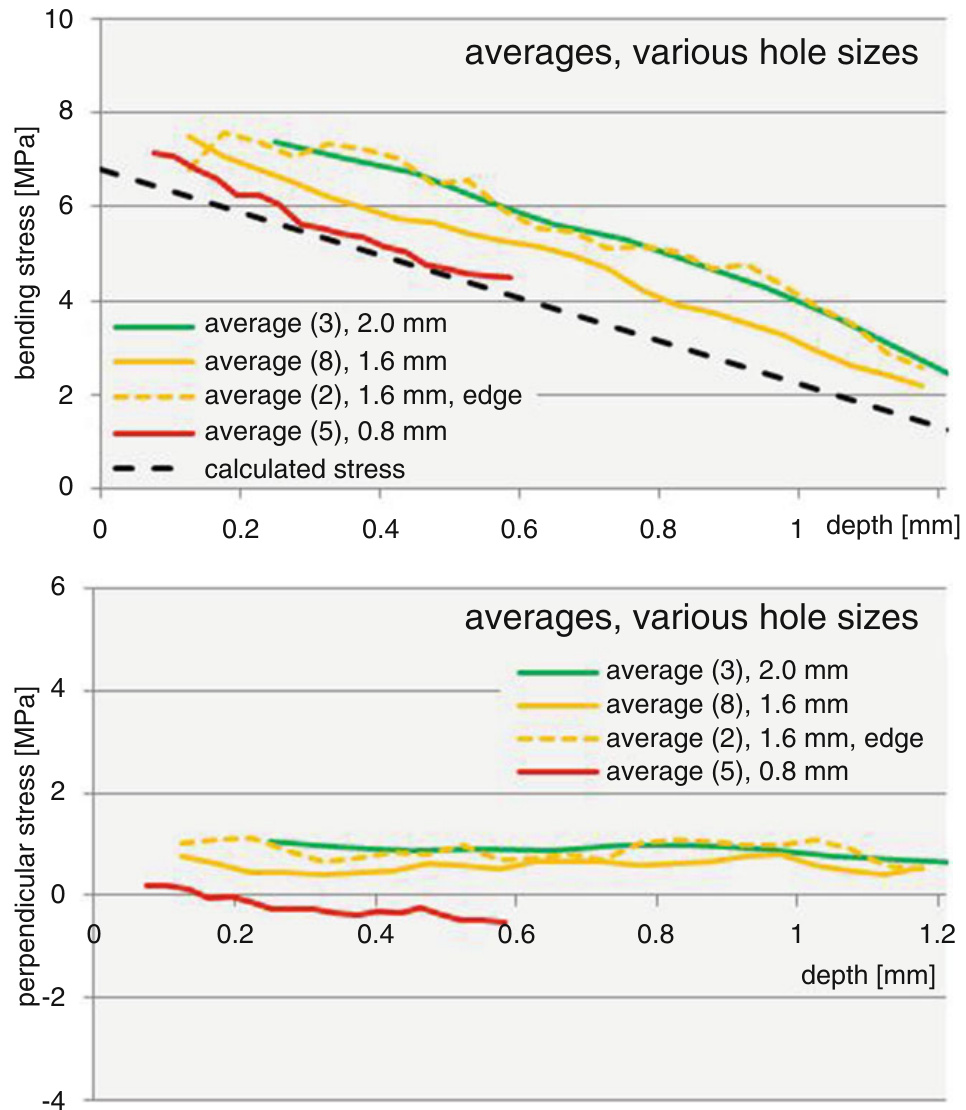 10
averages, various hole sizes
8
6
4
2
0
bending stress [MPa]
average (3), 2.0 mm
average (8), 1.6 mm
average (2), 1.6 mm, edge
average (5), 0.8 mm
calculated stress
0 0.2 0.4 0.6 0.8 1 depth [mm]
6
averages, various hole sizes
4
2
0
-2
-4
perpendicular stress [MPa]
average (3), 2.0 mm
average (8), 1.6 mm
average (2), 1.6 mm, edge
average (5), 0.8 mm
0 0.2 0.4 0.6 0.8 1 1.2
depth [mm]